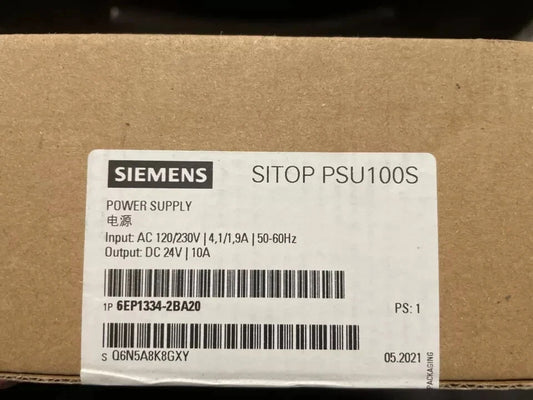 SIEMENS SITOP PSU100S
POWER SUPPLY
电源
Input: AC 120/230V | 4,1/1,9A | 50-60Hz
Output: DC 24V | 10A
1P 6EP1334-2BA20 PS: 1
S Q6N5A8K8GXY 05.2021
PACKAGING